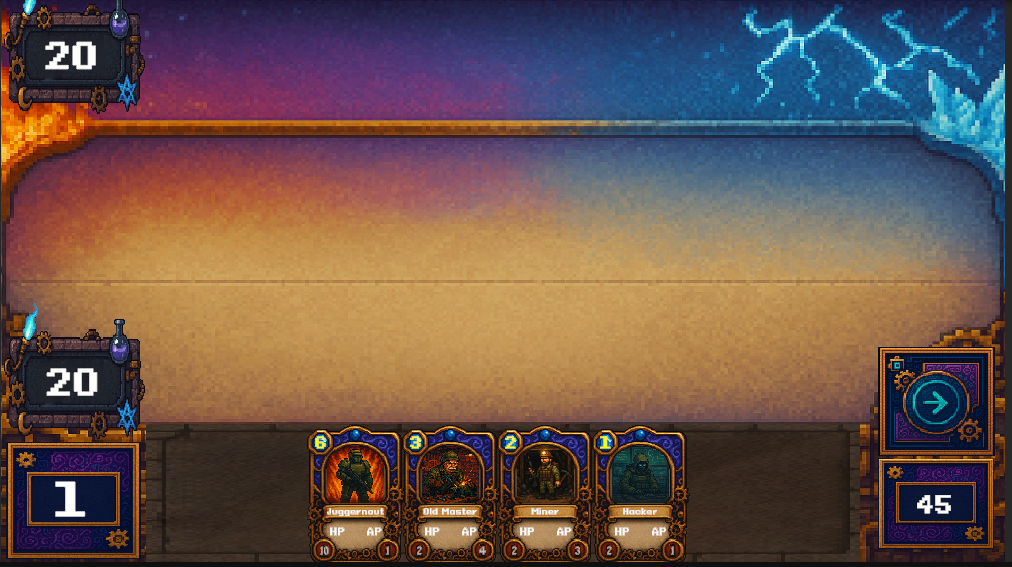 20
20
1
45
6
Juggernaut
HP AP
10 1
3
Old Master
HP AP
2 4
2
Miner
HP AP
2 3
1
Hacker
HP AP
2 1